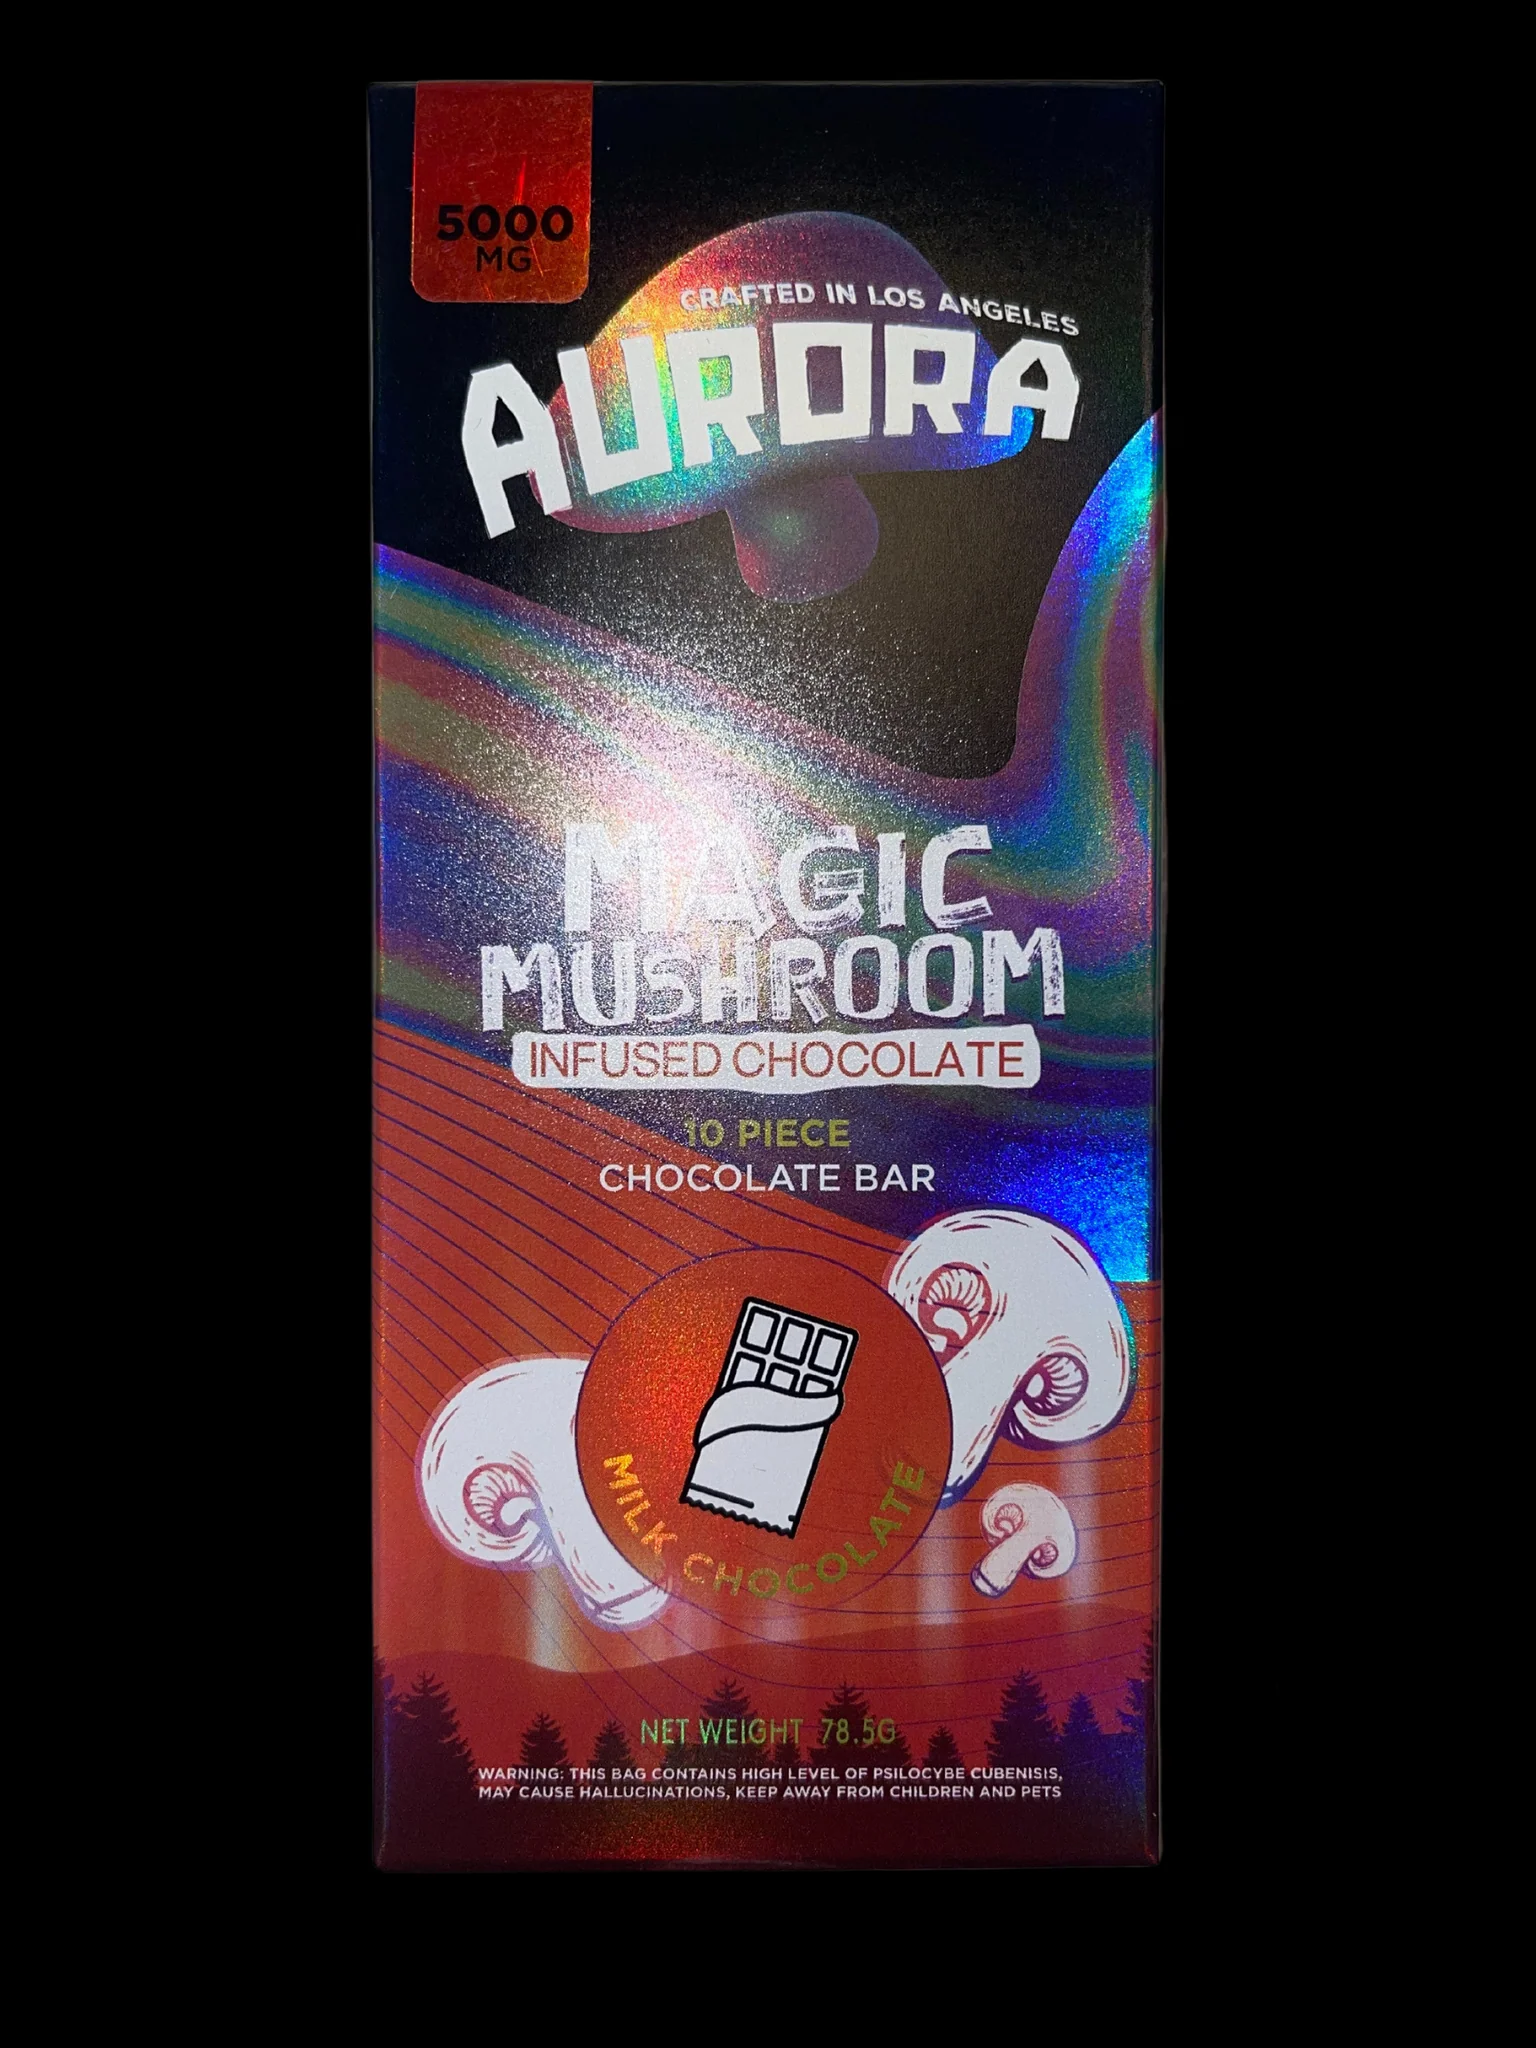 5000
MG
CRAFTED IN LOS ANGELES
AURORA
MAGIC
MUSHROOM
INFUSED CHOCOLATE
10 PIECE
CHOCOLATE BAR
MILK CHOCOLATE
NET WEIGHT 78.5G
WARNING: THIS BAG CONTAINS HIGH LEVEL OF PSILOCYBE CUBENISIS,
MAY CAUSE HALLUCINATIONS, KEEP AWAY FROM CHILDREN AND PETS